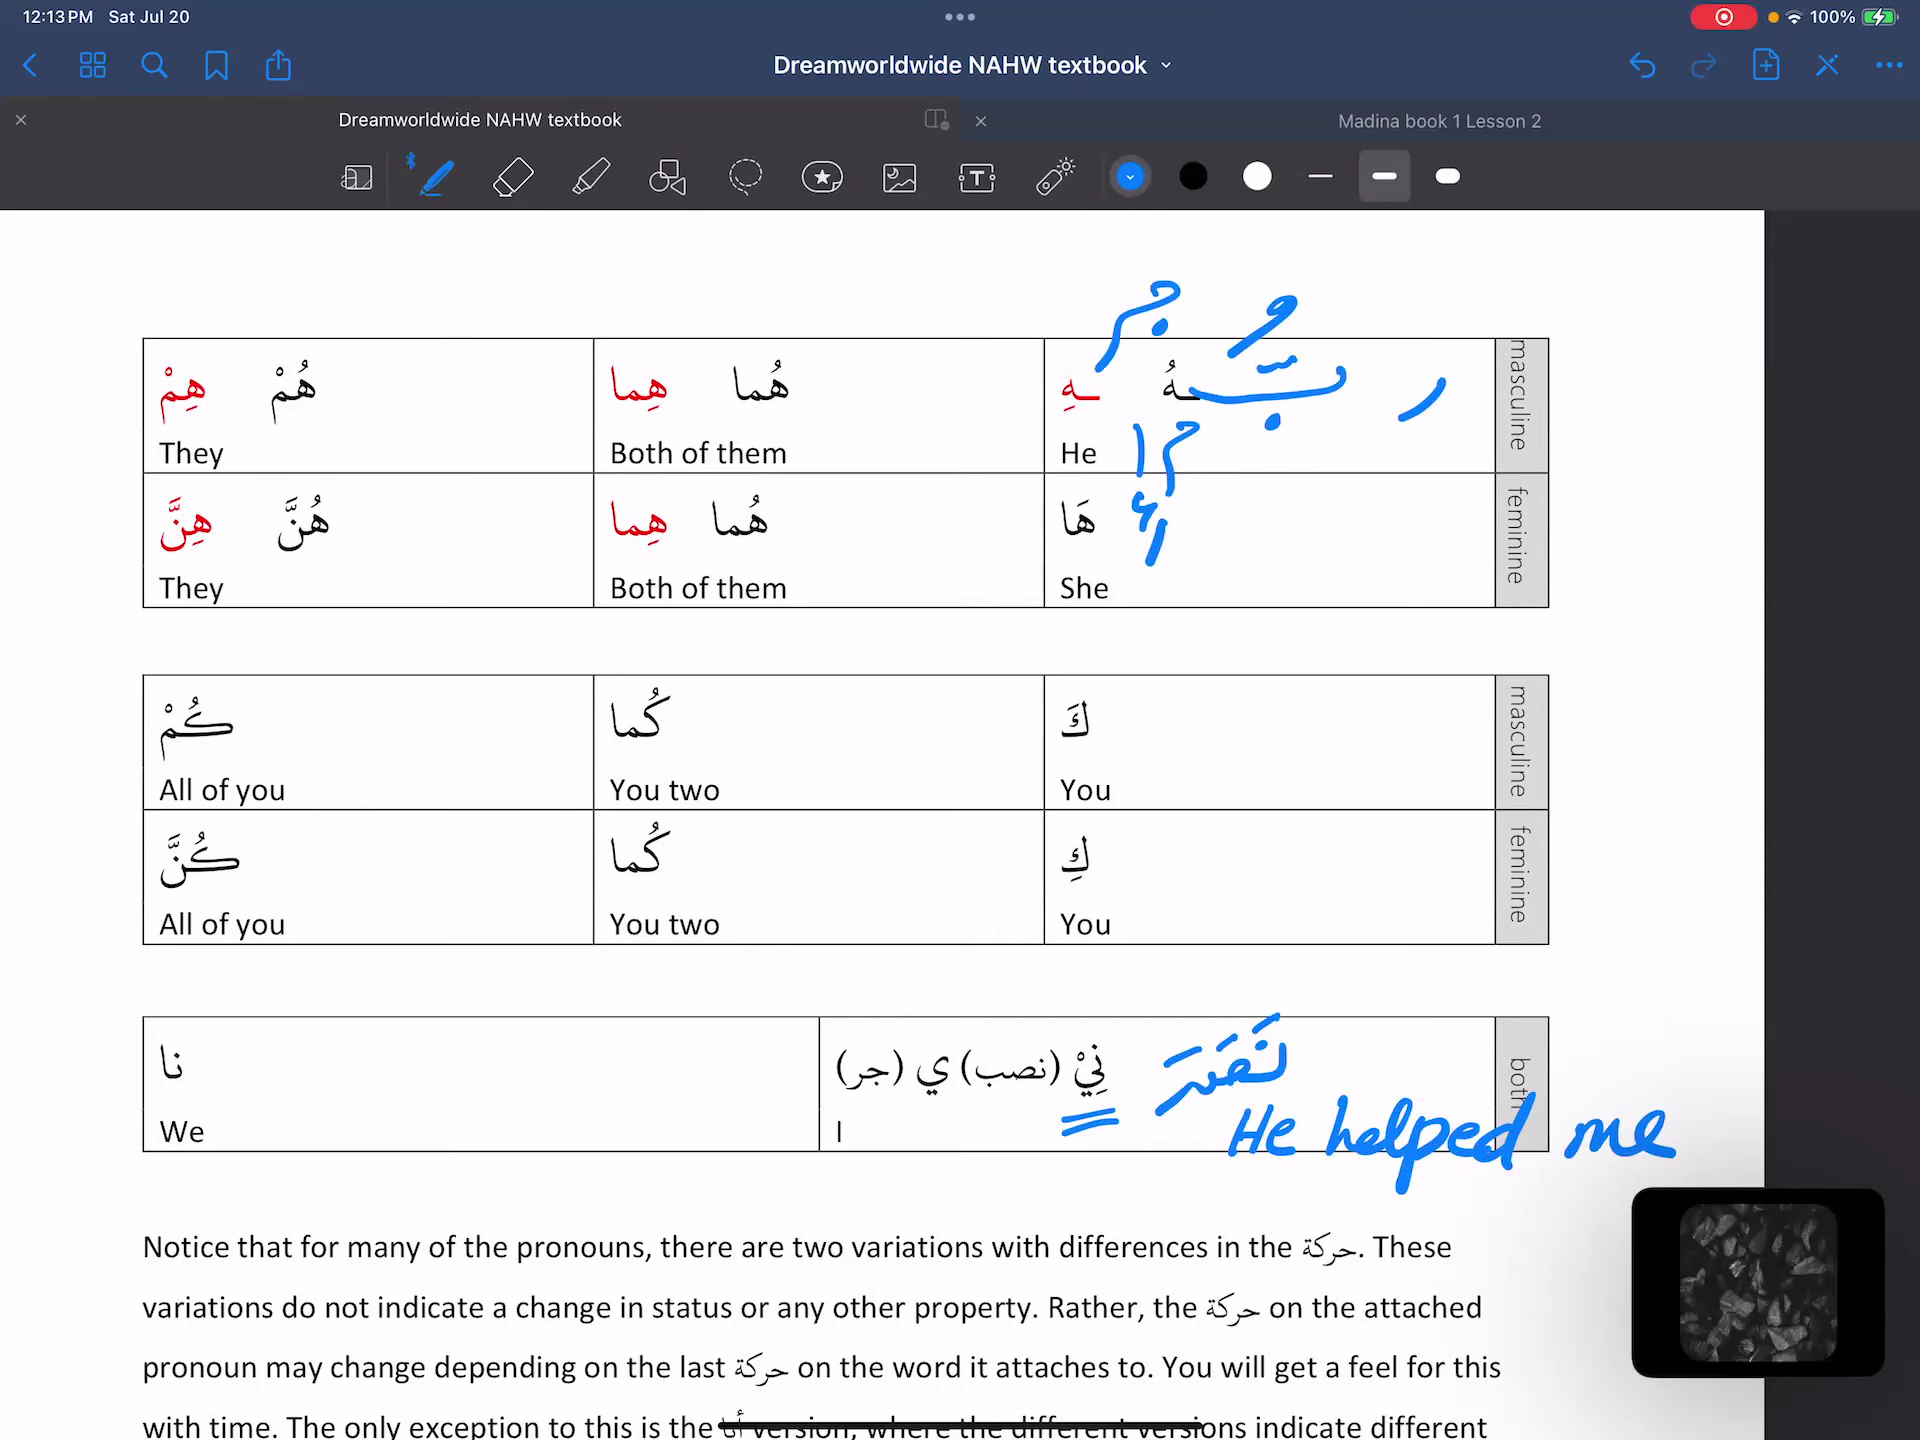 12:13 PM Sat Jul 20
100%
Dreamworldwide NAHW textbook
Dreamworldwide NAHW textbook
Madina book 1 Lesson 2
masculine
ـهُ ـهِ
He
هُما هِما
Both of them
هُمْ هِمْ
They
feminine
هَا
She
هُما هِما
Both of them
هُنَّ هِنَّ
They
masculine
كَ
You
كُما
You two
كُمْ
All of you
feminine
كِ
You
كُما
You two
كُنَّ
All of you
both
نِيْ (نصب) ي (جر)
I
نا
We
He helped me
Notice that for many of the pronouns, there are two variations with differences in the حركة. These
variations do not indicate a change in status or any other property. Rather, the حركة on the attached
pronoun may change depending on the last حركة on the word it attaches to. You will get a feel for this
with time. The only exception to this is the أنا version, where the different versions indicate different